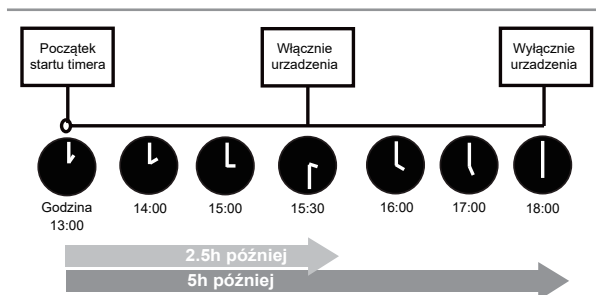 Początek
startu timera
Włącznie
urzadzenia
Wyłącznie
urzadzenia
Godzina
13:00
14:00
15:00
15:30
16:00
17:00
18:00
2.5h później
5h później